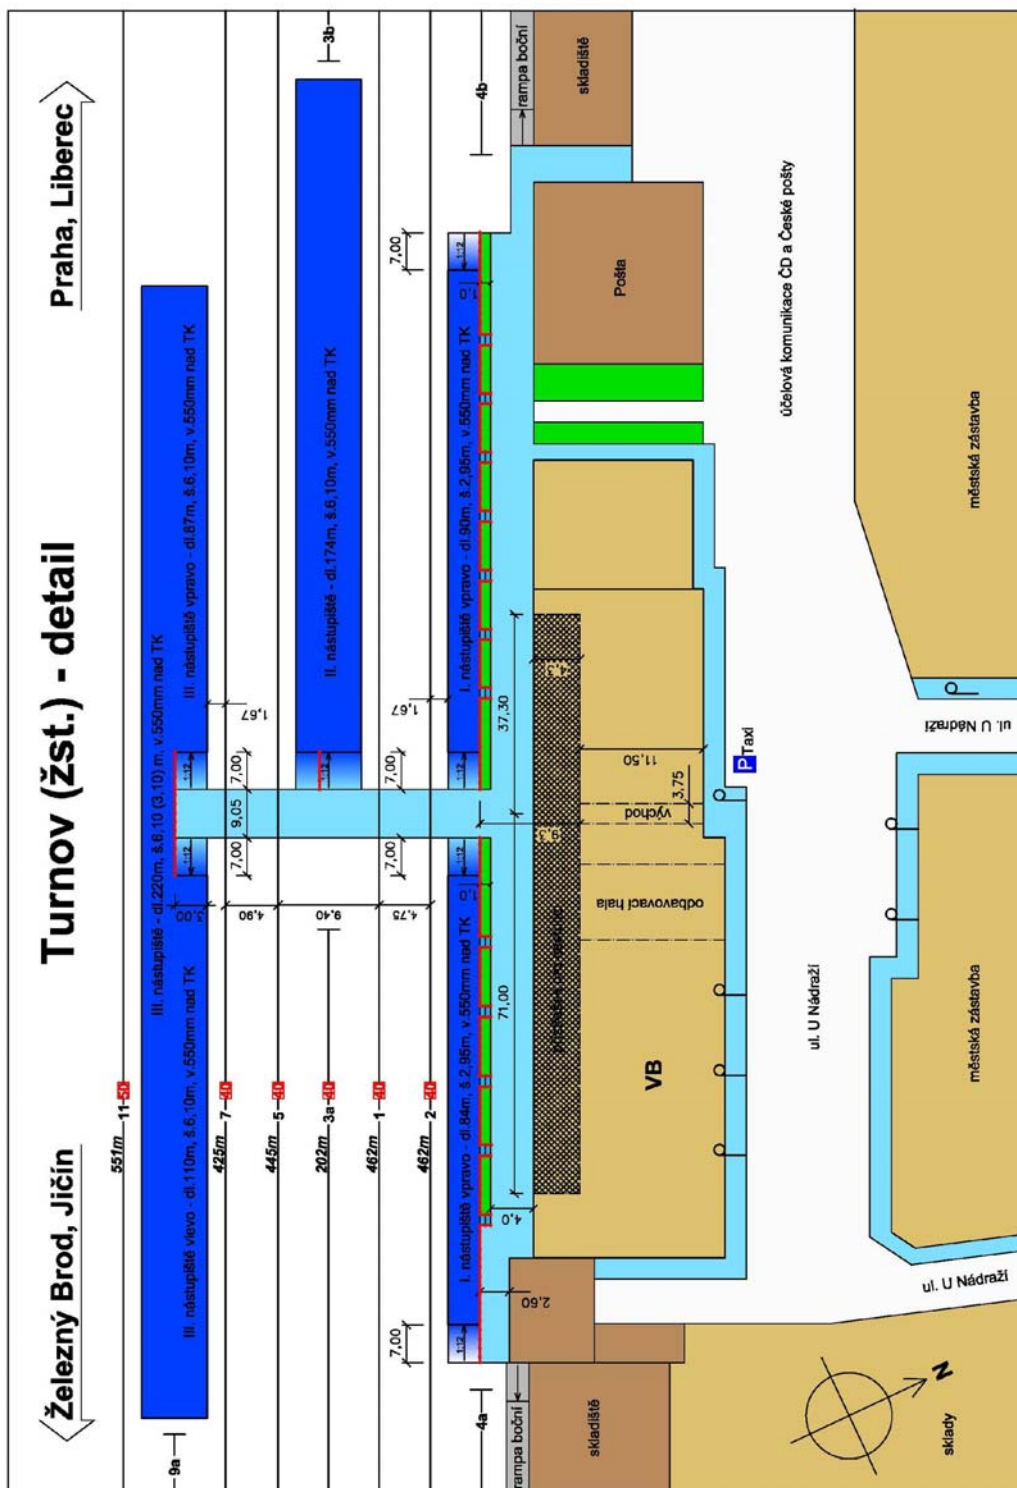 Turnov (žst.) - detail
Železný Brod, Jičín
Praha, Liberec
III. nástupiště - dl.220m, š.6,10 (3,10) m, v.550mm nad TK
III. nástupiště vlevo - dl.110m, š.6,10m, v.550mm nad TK
III. nástupiště vpravo - dl.87m, š.6,10m, v.550mm nad TK
II. nástupiště - dl.174m, š.6,10m, v.550mm nad TK
I. nástupiště vpravo - dl.84m, š.2,95m, v.550mm nad TK
I. nástupiště vpravo - dl.90m, š.2,95m, v.550mm nad TK
9a
3b
4a
4b
551m 11
425m 7
445m 5
202m 3a
462m 1
462m 2
7,00
9,05
7,00
1,67
4,90
9,40
4,75
7,00
7,00
1,67
7,00
7,00
1:12
1:12
1:12
1:12
1:12
1:12
1:12
1,0
1,0
71,00
37,30
4,0
2,60
4,3
9,3
11,50
3,75
rampa boční
skladiště
VB
odbavovací hala
východ
Pošta
rampa boční
skladiště
P Taxi
ul. U Nádraží
účelová komunikace ČD a České pošty
ul. U Nádraží
ul. U Nádraží
městská zástavba
městská zástavba
sklady
N